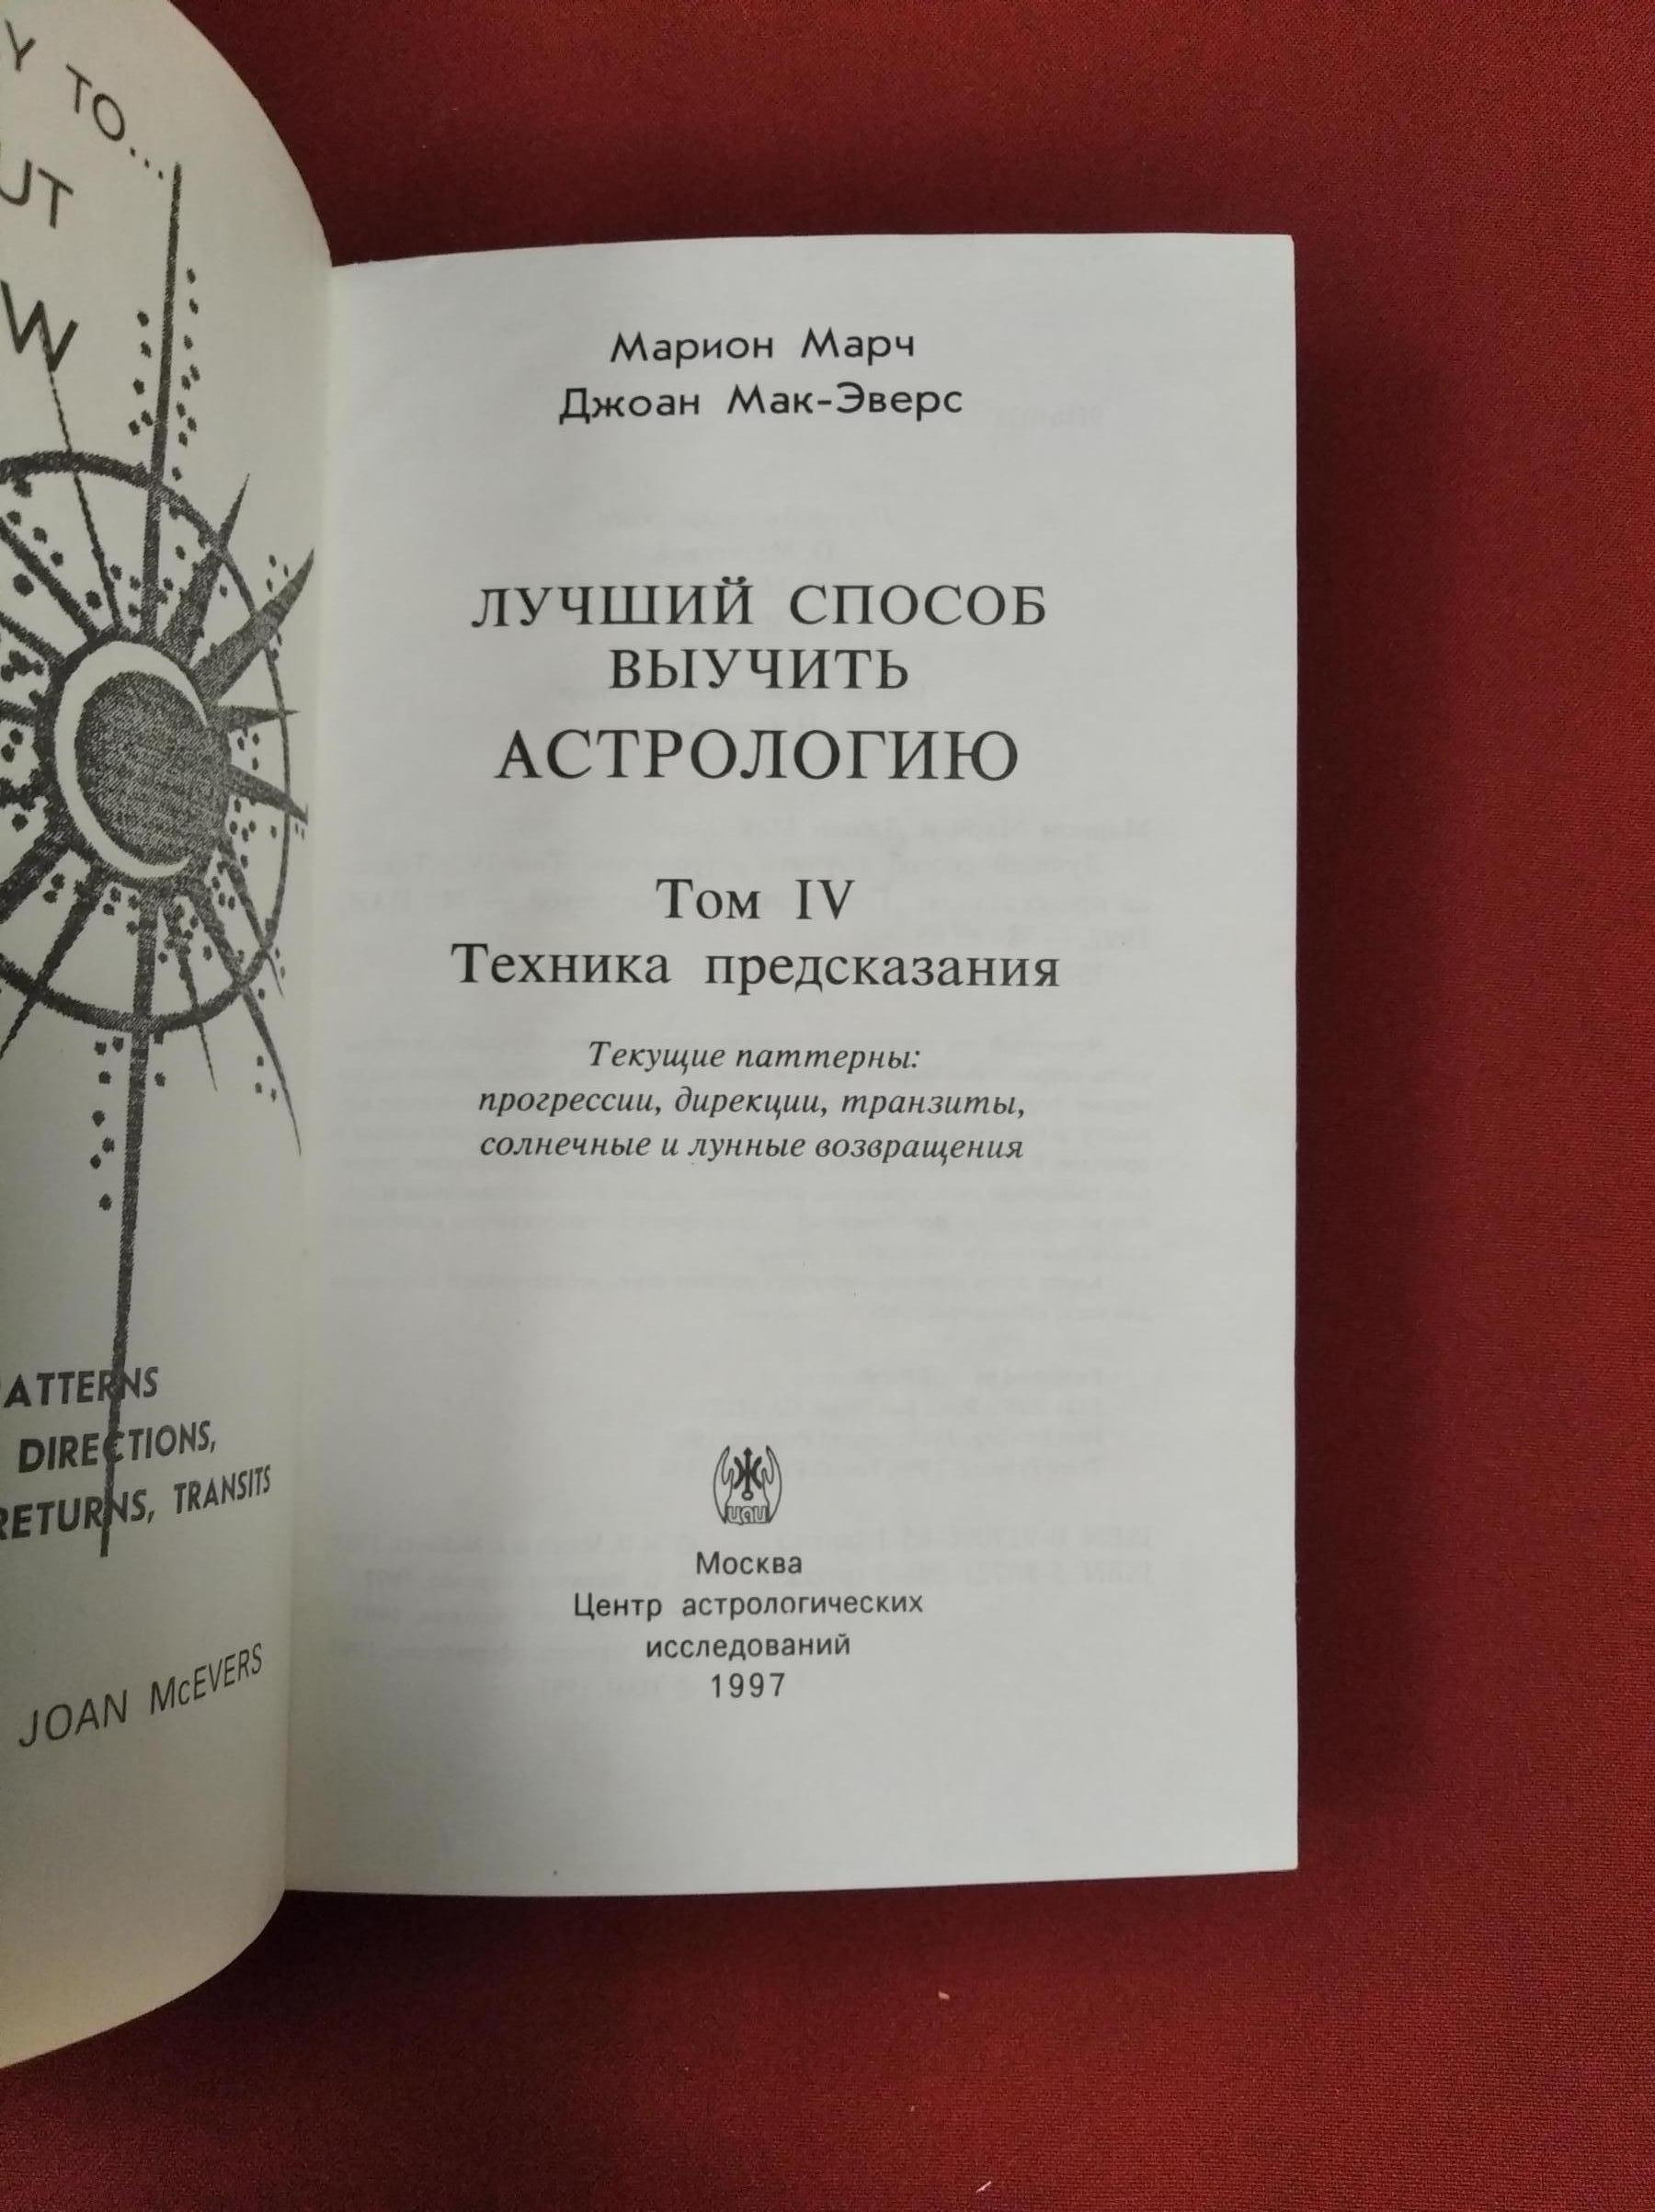 Y TO...
UT
W
ATTERNS
DIRECTIONS,
RETURNS, TRANSITS
JOAN McEVERS
Марион Марч
Джоан Мак-Эверс
ЛУЧШИЙ СПОСОБ
ВЫУЧИТЬ
АСТРОЛОГИЮ
Том IV
Техника предсказания
Текущие паттерны:
прогрессии, дирекции, транзиты,
солнечные и лунные возвращения
ЦАИ
Москва
Центр астрологических
исследований
1997